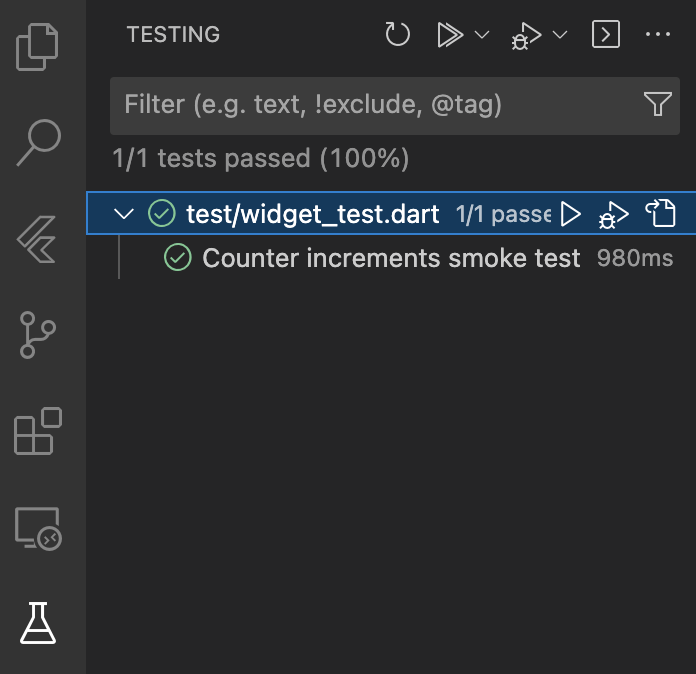 TESTING
Filter (e.g. text, !exclude, @tag)
1/1 tests passed (100%)
test/widget_test.dart 1/1 passe
Counter increments smoke test 980ms